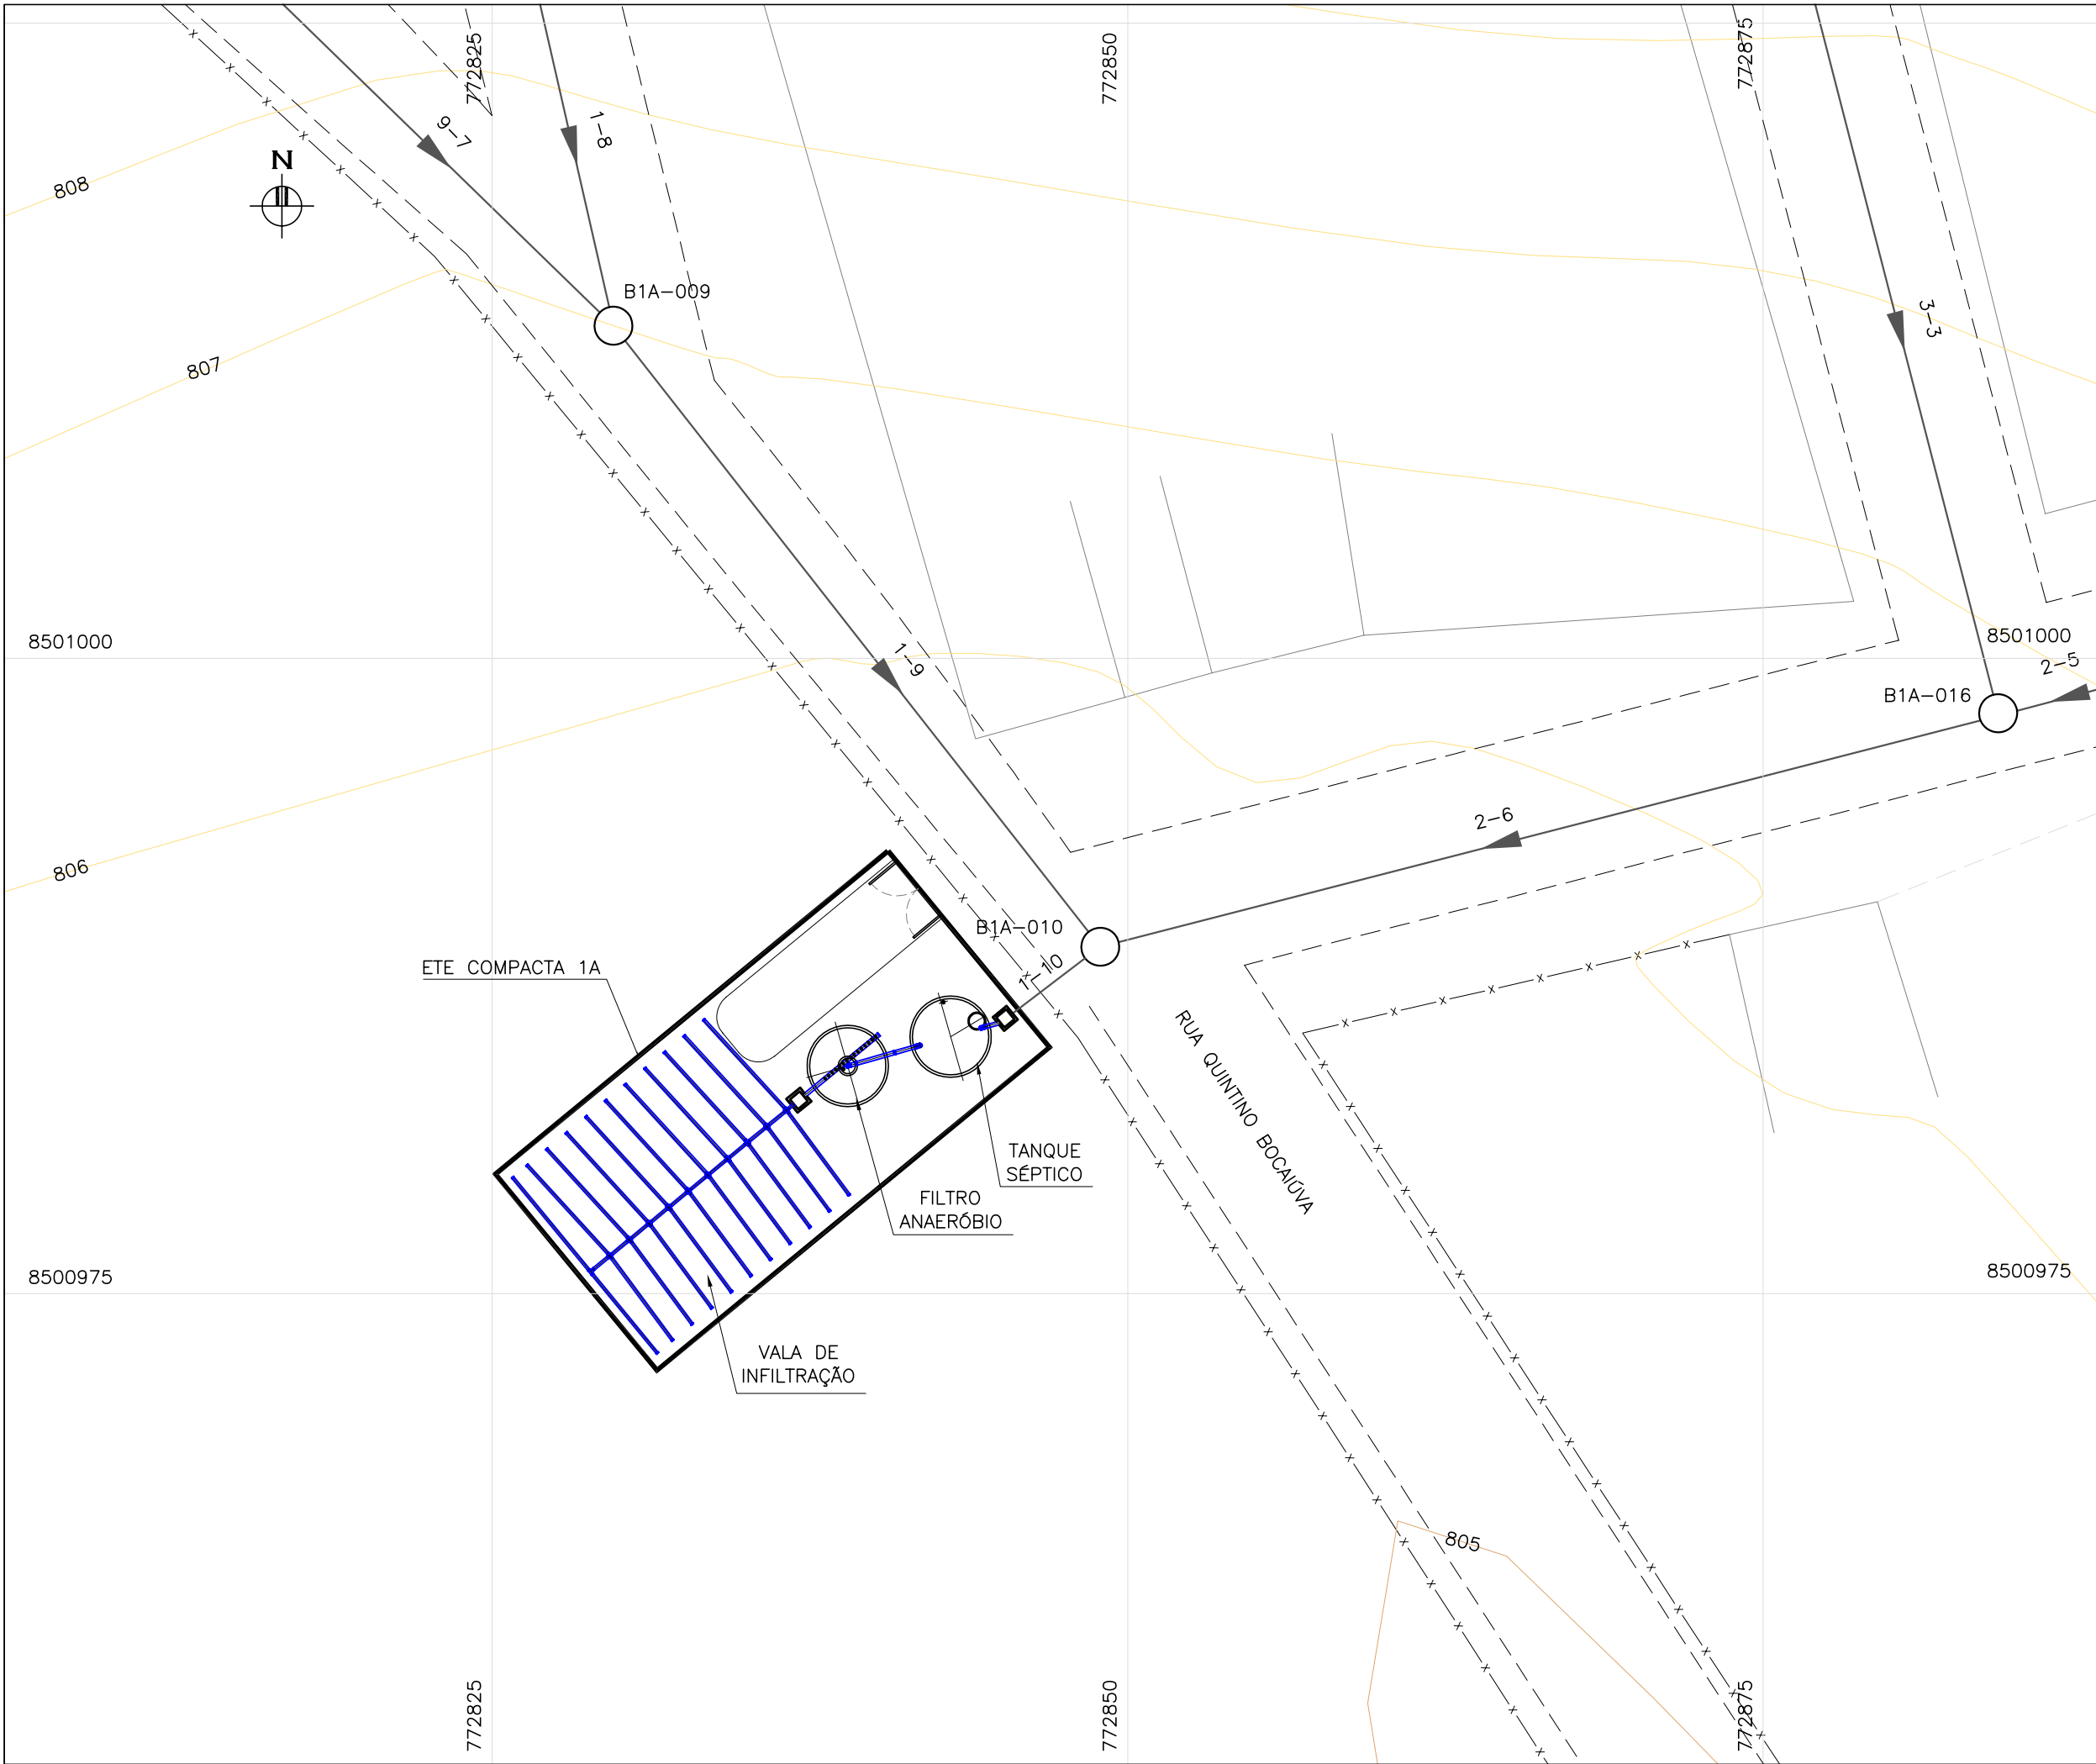 772825
772850
772875
9-7
1-8
N
808
B1A-009
3-3
807
8501000
8501000
1-9
2-5
B1A-016
2-6
806
B1A-010
ETE COMPACTA 1A
1-10
RUA QUINTINO BOCAIÚVA
TANQUE
SÉPTICO
FILTRO
ANAERÓBIO
8500975
8500975
VALA DE
INFILTRAÇÃO
805
772825
772850
772875